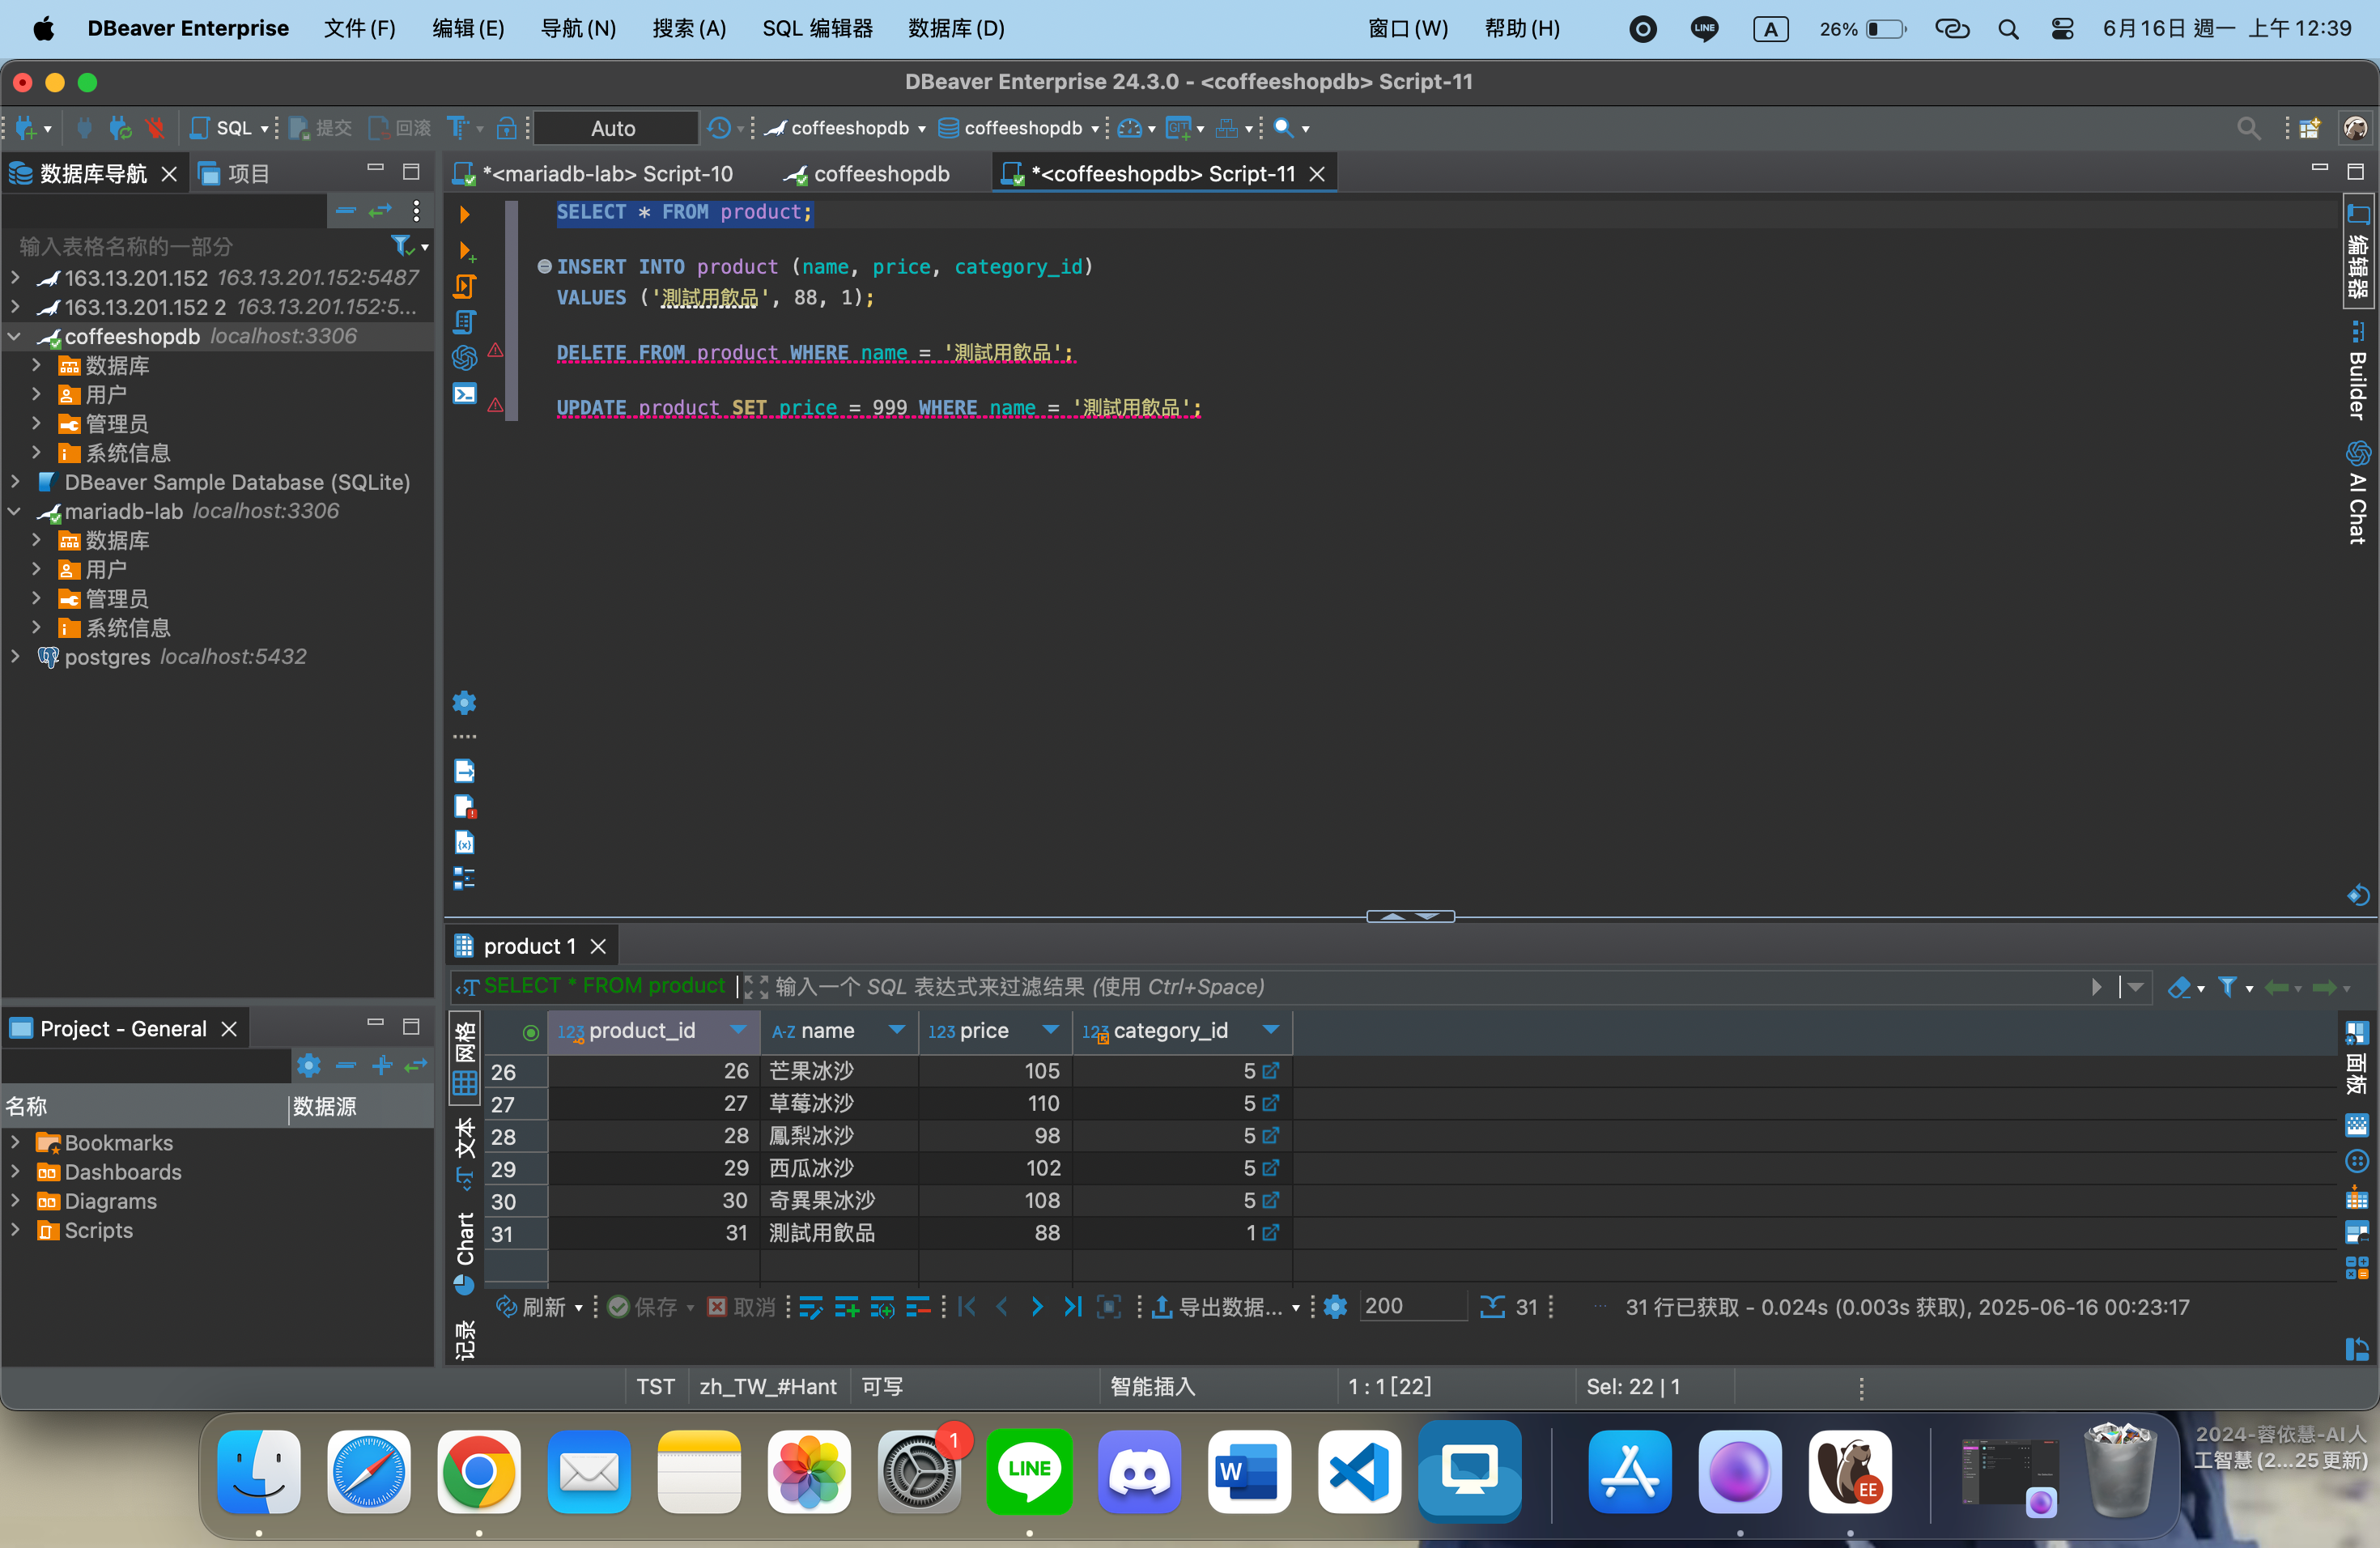 DBeaver Enterprise 文件(F) 编辑(E) 导航(N) 搜索(A) SQL 编辑器 数据库(D) 窗口(W) 帮助(H) LINE A 26% 6月16日 週一 上午12:39
DBeaver Enterprise 24.3.0 - <coffeeshopdb> Script-11
SQL 提交 回滚 Auto coffeeshopdb coffeeshopdb GIT
数据库导航 项目
*<mariadb-lab> Script-10 coffeeshopdb *<coffeeshopdb> Script-11
输入表格名称的一部分
163.13.201.152 163.13.201.152:5487
163.13.201.152 2 163.13.201.152:5...
coffeeshopdb localhost:3306
数据库
用户
管理员
系统信息
DBeaver Sample Database (SQLite)
mariadb-lab localhost:3306
数据库
用户
管理员
系统信息
postgres localhost:5432
SELECT * FROM product;
INSERT INTO product (name, price, category_id)
VALUES ('測試用飲品', 88, 1);
DELETE FROM product WHERE name = '測試用飲品';
UPDATE product SET price = 999 WHERE name = '測試用飲品';
编辑器
Builder
AI Chat
Project - General
名称 数据源
Bookmarks
Dashboards
Diagrams
Scripts
product 1
SELECT * FROM product 输入一个 SQL 表达式来过滤结果 (使用 Ctrl+Space)
网格
文本
Chart
记录
面板
123 product_id A-Z name 123 price 123 category_id
26 26 芒果冰沙 105 5
27 27 草莓冰沙 110 5
28 28 鳳梨冰沙 98 5
29 29 西瓜冰沙 102 5
30 30 奇異果冰沙 108 5
31 31 測試用飲品 88 1
刷新 保存 取消 导出数据... 200 31 31 行已获取 - 0.024s (0.003s 获取), 2025-06-16 00:23:17
TST zh_TW_#Hant 可写 智能插入 1 : 1 [22] Sel: 22 | 1
1
LINE
W
EE
2024-蓉依慧-AI人
工智慧 (2...25更新)